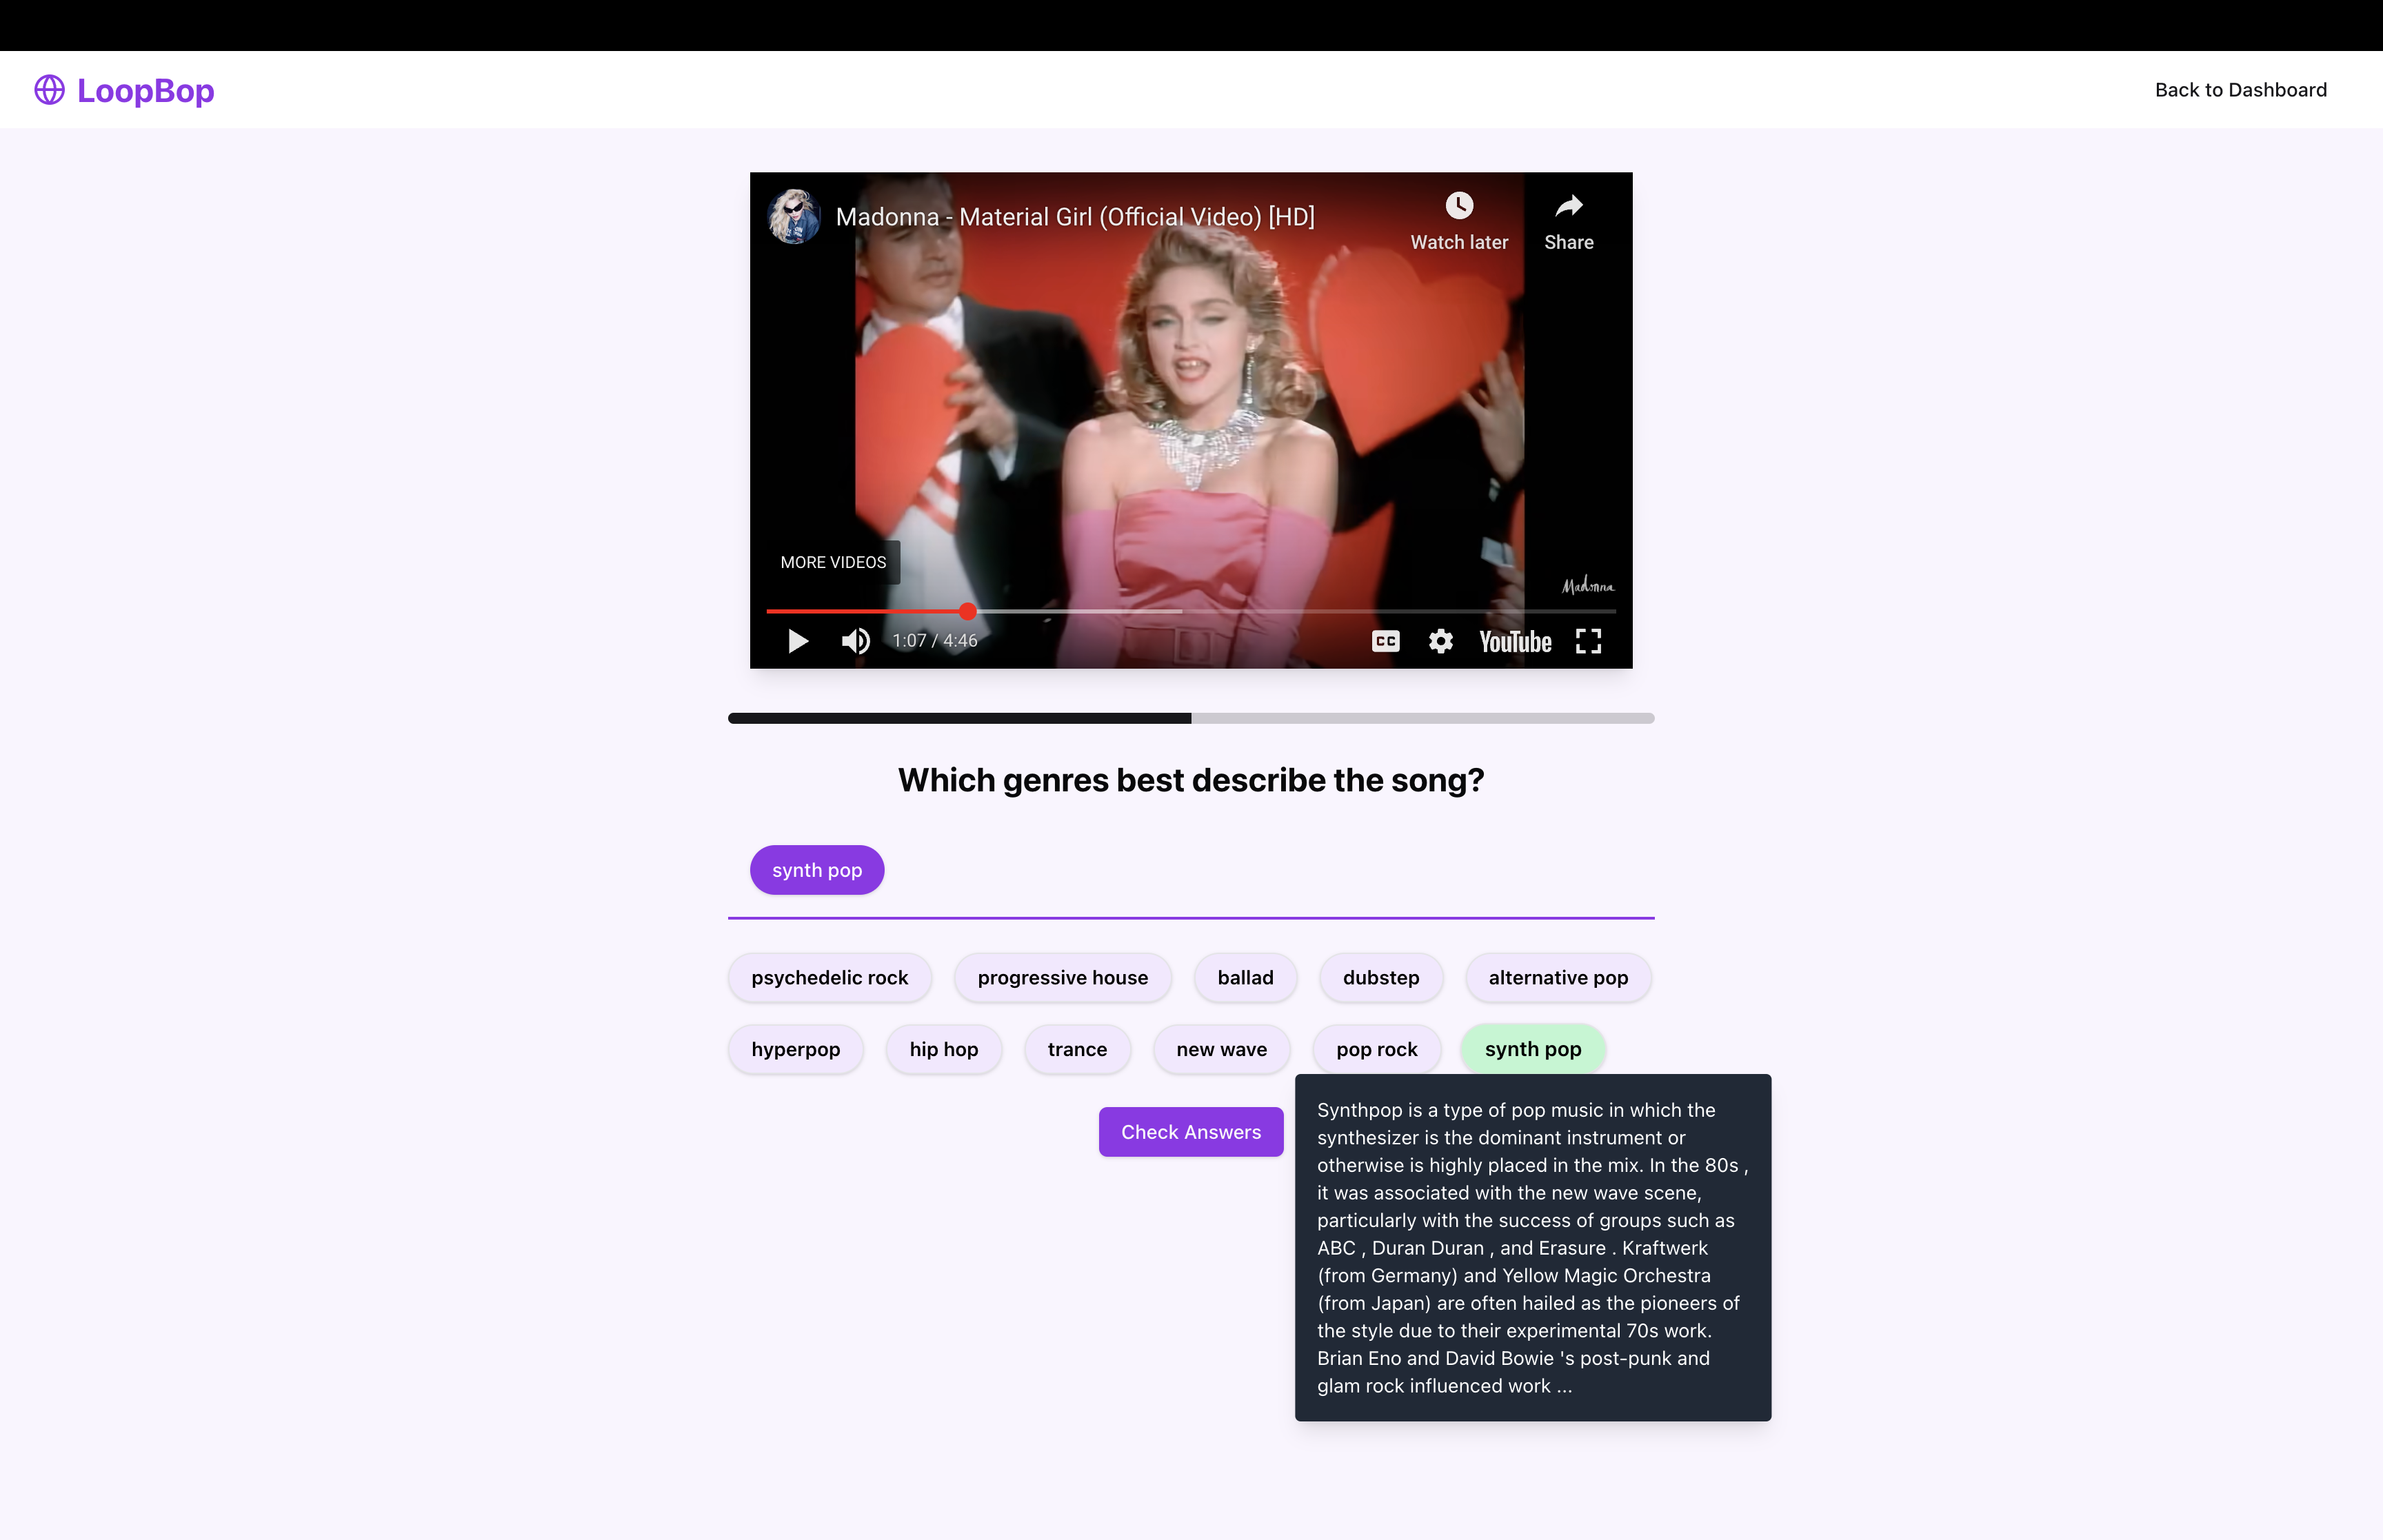 LoopBop
Back to Dashboard
Madonna - Material Girl (Official Video) [HD]
Watch later
Share
MORE VIDEOS
Madonna
1:07 / 4:46
CC
YouTube
Which genres best describe the song?
synth pop
psychedelic rock
progressive house
ballad
dubstep
alternative pop
hyperpop
hip hop
trance
new wave
pop rock
synth pop
Check Answers
Synthpop is a type of pop music in which the
synthesizer is the dominant instrument or
otherwise is highly placed in the mix. In the 80s ,
it was associated with the new wave scene,
particularly with the success of groups such as
ABC , Duran Duran , and Erasure . Kraftwerk
(from Germany) and Yellow Magic Orchestra
(from Japan) are often hailed as the pioneers of
the style due to their experimental 70s work.
Brian Eno and David Bowie 's post-punk and
glam rock influenced work ...